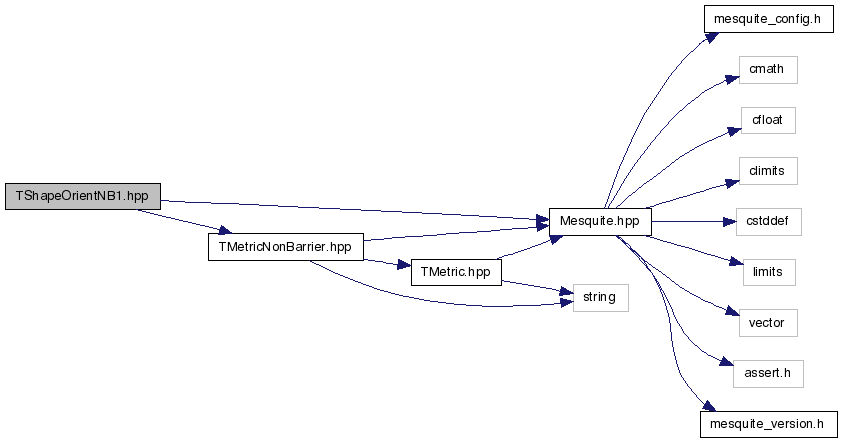 mesquite_config.h
cmath
cfloat
climits
TShapeOrientNB1.hpp
Mesquite.hpp
cstddef
TMetricNonBarrier.hpp
TMetric.hpp
limits
string
vector
assert.h
mesquite_version.h